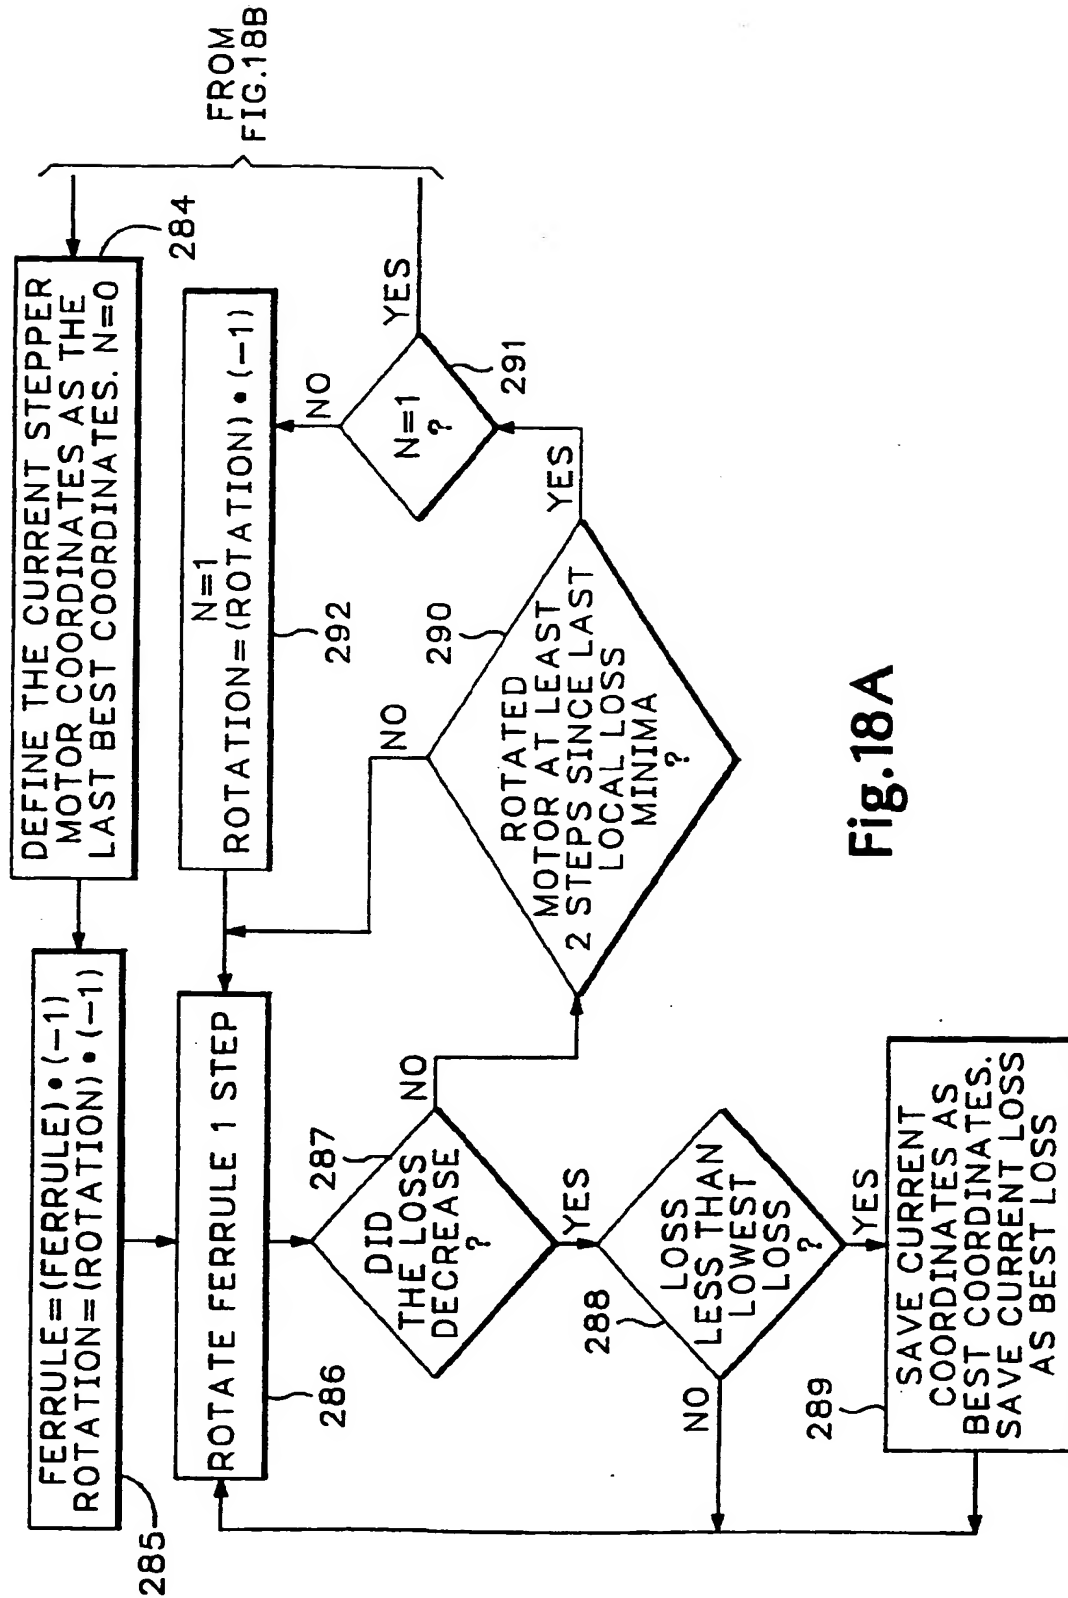 FROM
FIG.18B
DEFINE THE CURRENT STEPPER
MOTOR COORDINATES AS THE
LAST BEST COORDINATES. N=0
284
FERRULE=(FERRULE)•(−1)
ROTATION=(ROTATION)•(−1)
285
ROTATE FERRULE 1 STEP
286
N=1
ROTATION=(ROTATION)•(−1)
292
DID
THE LOSS
DECREASE
?
287
NO
YES
LOSS
LESS THAN
LOWEST
LOSS
?
288
NO
YES
SAVE CURRENT
COORDINATES AS
BEST COORDINATES.
SAVE CURRENT LOSS
AS BEST LOSS
289
ROTATED
MOTOR AT LEAST
2 STEPS SINCE LAST
LOCAL LOSS
MINIMA
?
290
NO
YES
N=1
?
291
NO
YES
Fig.18A